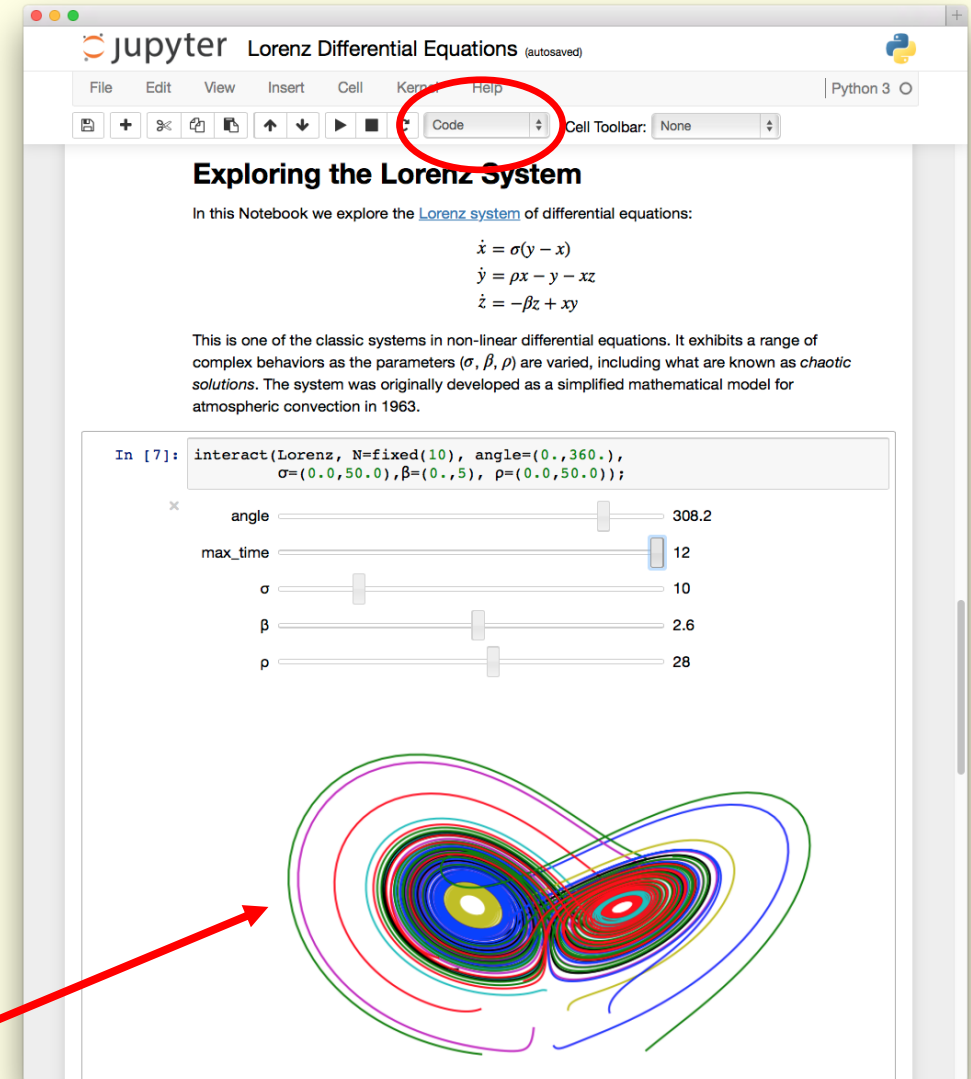 jupyter Lorenz Differential Equations (autosaved)
File Edit View Insert Cell Kernel Help Python 3
Code Cell Toolbar: None
Exploring the Lorenz System
In this Notebook we explore the Lorenz system of differential equations:
ẋ = σ(y − x)
ẏ = ρx − y − xz
ż = −βz + xy
This is one of the classic systems in non-linear differential equations. It exhibits a range of
complex behaviors as the parameters (σ, β, ρ) are varied, including what are known as chaotic
solutions. The system was originally developed as a simplified mathematical model for
atmospheric convection in 1963.
In [7]: interact(Lorenz, N=fixed(10), angle=(0.,360.),
σ=(0.0,50.0),β=(0.,5), ρ=(0.0,50.0));
angle 308.2
max_time 12
σ 10
β 2.6
ρ 28